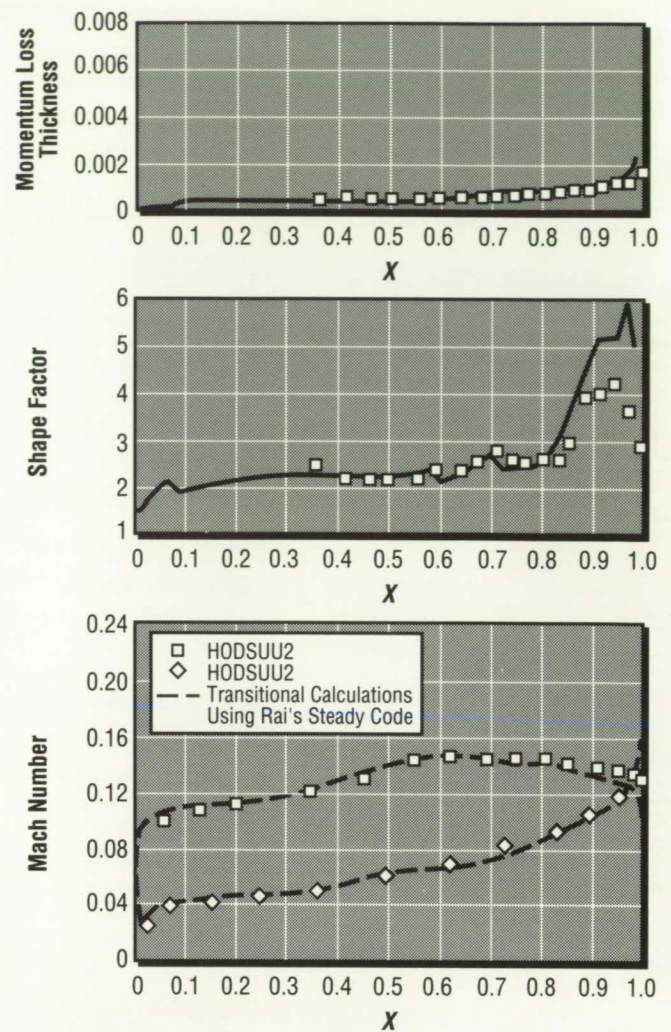 Momentum Loss
Thickness
0.008
0.006
0.004
0.002
0
0 0.1 0.2 0.3 0.4 0.5 0.6 0.7 0.8 0.9 1.0
X
Shape Factor
6
5
4
3
2
1
0 0.1 0.2 0.3 0.4 0.5 0.6 0.7 0.8 0.9 1.0
X
Mach Number
0.24
0.20
0.16
0.12
0.08
0.04
0
HODSUU2
HODSUU2
Transitional Calculations
Using Rai's Steady Code
0 0.1 0.2 0.3 0.4 0.5 0.6 0.7 0.8 0.9 1.0
X